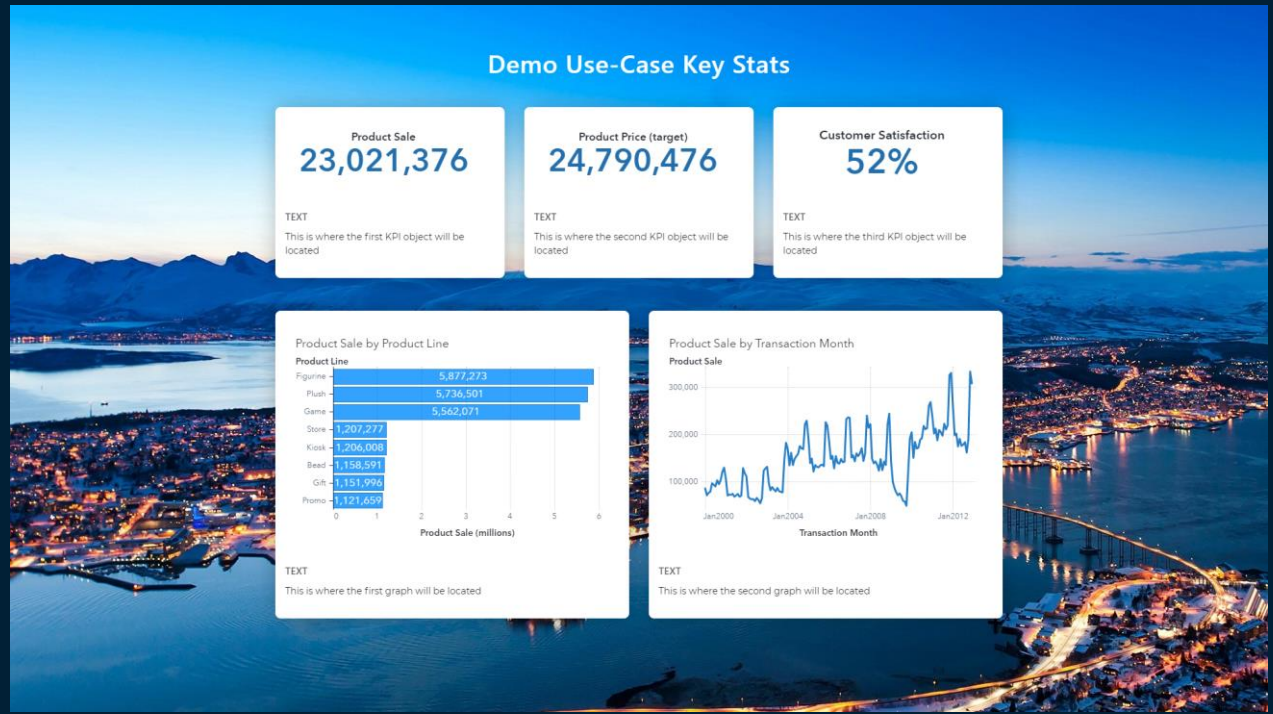 Demo Use-Case Key Stats
Product Sale
23,021,376
TEXT
This is where the first KPI object will be
located
Product Price (target)
24,790,476
TEXT
This is where the second KPI object will be
located
Customer Satisfaction
52%
TEXT
This is where the third KPI object will be
located
Product Sale by Product Line
Product Line
Figurine 5,877,273
Plush 5,736,501
Game 5,562,071
Store 1,207,277
Kiosk 1,206,008
Bead 1,158,591
Gift 1,151,996
Promo 1,121,659
0 1 2 3 4 5 6
Product Sale (millions)
TEXT
This is where the first graph will be located
Product Sale by Transaction Month
Product Sale
300,000
200,000
100,000
Jan2000 Jan2004 Jan2008 Jan2012
Transaction Month
TEXT
This is where the second graph will be located